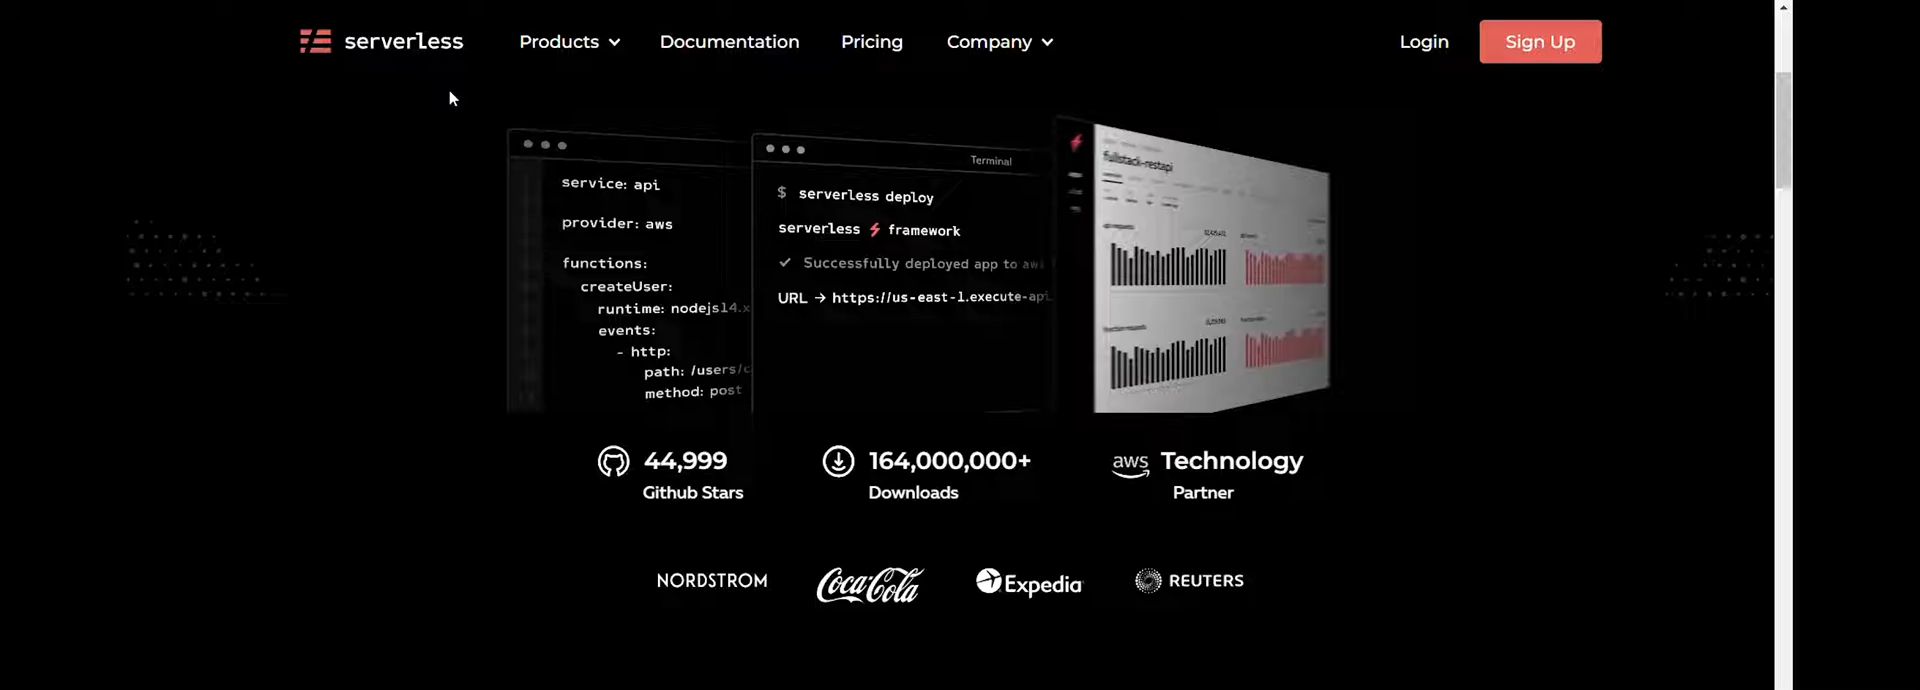 serverless Products Documentation Pricing Company Login Sign Up
service: api
provider: aws
functions:
createUser:
runtime: nodejs14.x
events:
- http:
path: /users/c
method: post
Terminal
$ serverless deploy
serverless framework
✓ Successfully deployed app to aw
URL → https://us-east-1.execute-api
fullstack-restapi
44,999
Github Stars
164,000,000+
Downloads
aws Technology
Partner
NORDSTROM Coca-Cola Expedia REUTERS